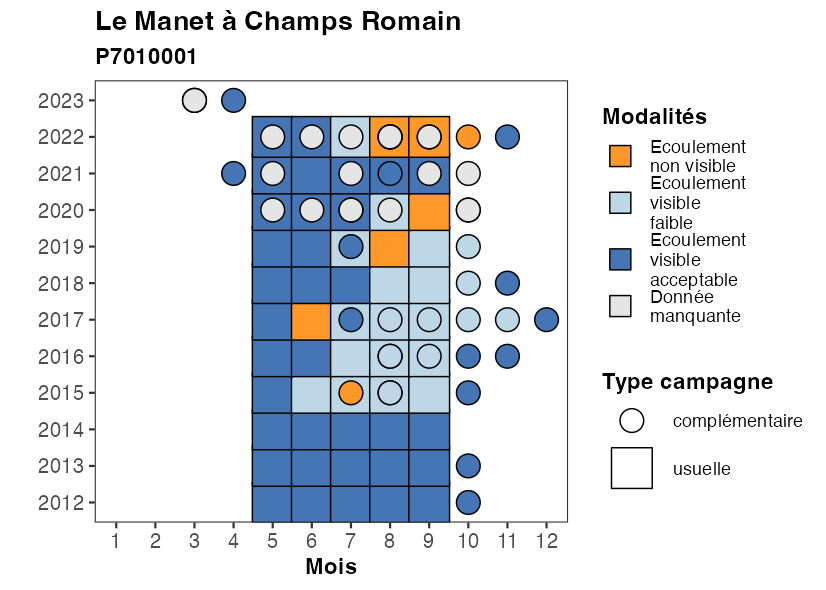 Le Manet à Champs Romain
P7010001
2023
2022
2021
2020
2019
2018
2017
2016
2015
2014
2013
2012
1 2 3 4 5 6 7 8 9 10 11 12
Mois
Modalités
Ecoulement
non visible
Ecoulement
visible
faible
Ecoulement
visible
acceptable
Donnée
manquante
Type campagne
complémentaire
usuelle